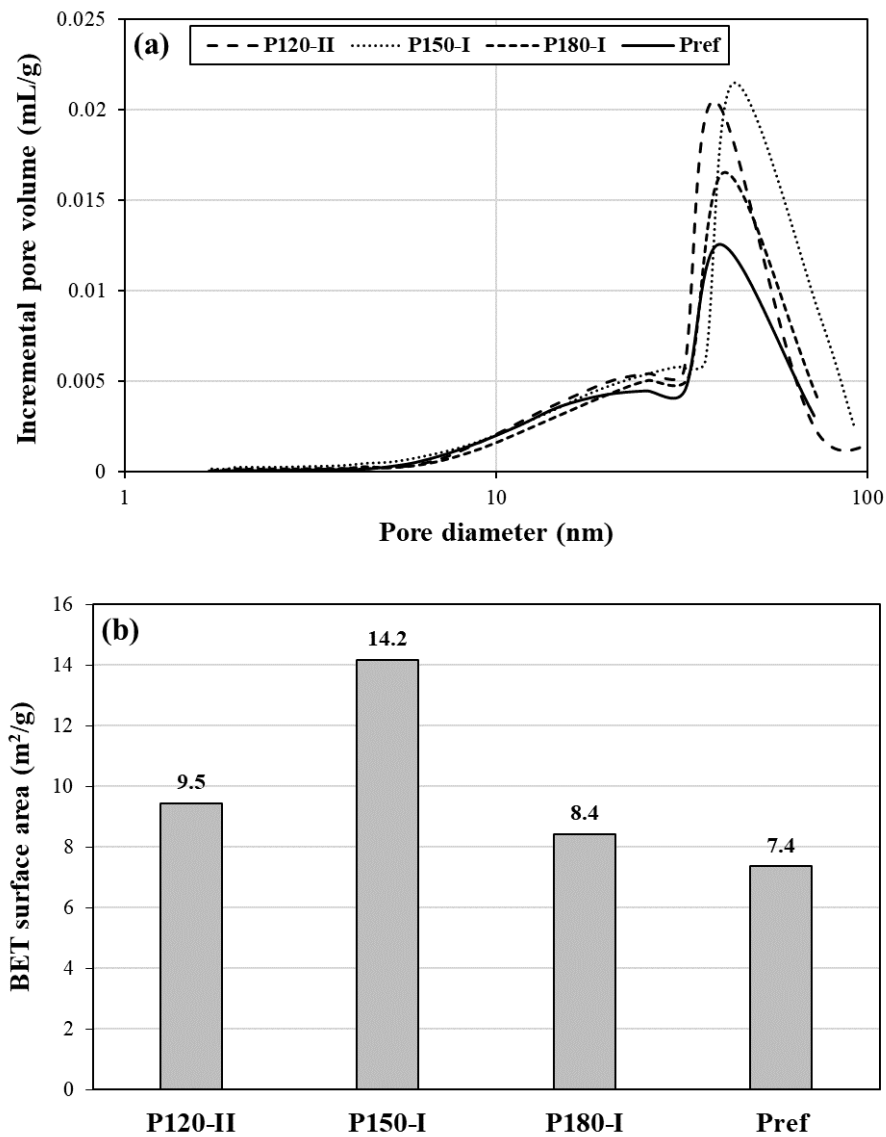 0.025
(a)
P120-II P150-I P180-I Pref
0.02
0.015
0.01
0.005
0
Incremental pore volume (mL/g)
1 10 100
Pore diameter (nm)
16
(b)
14
12
10
8
6
4
2
0
BET surface area (m²/g)
9.5
14.2
8.4
7.4
P120-II P150-I P180-I Pref